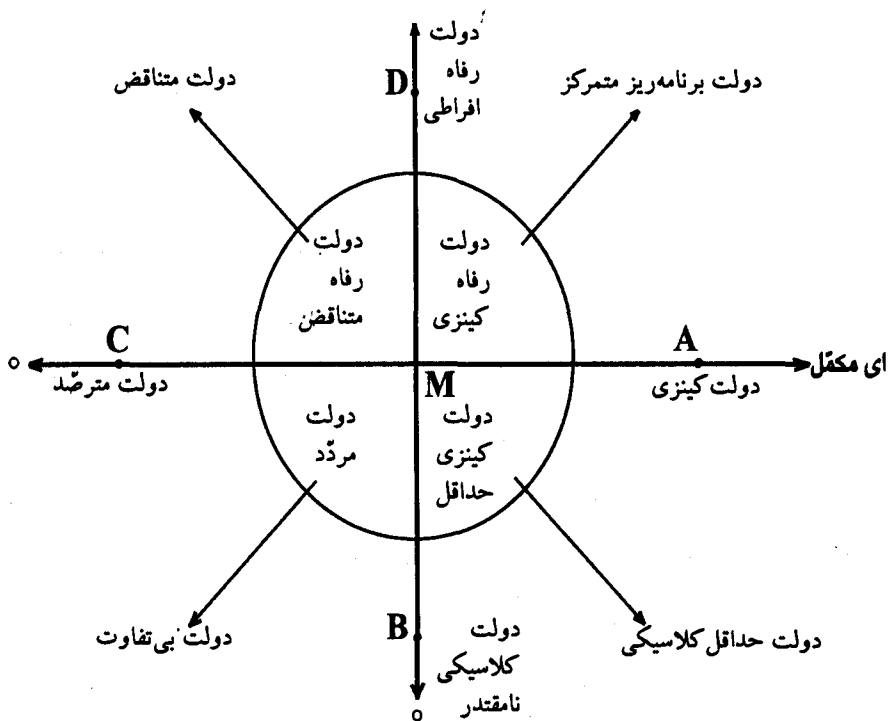 دولت
رفاه
افراطی
D
دولت متناقض
دولت برنامه‌ریز متمرکز
دولت
رفاه
کینزی
دولت
رفاه
متناقض
A
C
o
ای مکمّل
دولت کینزی
M
دولت مترصّد
دولت
کینزی
حداقل
دولت
مردّد
B
دولت حداقل کلاسیکی
دولت بی‌تفاوت
دولت
کلاسیکی
نامقتدر
o